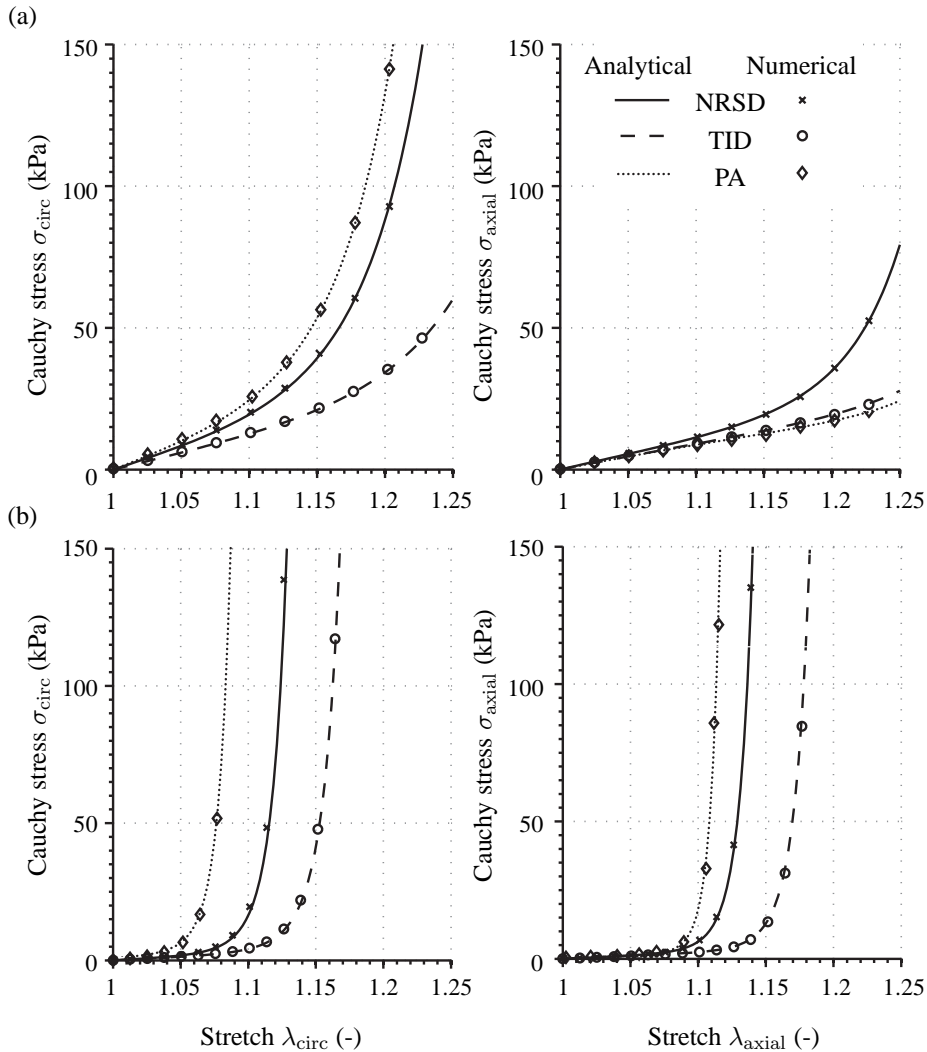 (a)
150
100
50
0
Cauchy stress σcirc (kPa)
1 1.05 1.1 1.15 1.2 1.25
150
100
50
0
Cauchy stress σaxial (kPa)
Analytical Numerical
NRSD
TID
PA
1 1.05 1.1 1.15 1.2 1.25
(b)
150
100
50
0
Cauchy stress σcirc (kPa)
1 1.05 1.1 1.15 1.2 1.25
Stretch λcirc (-)
150
100
50
0
Cauchy stress σaxial (kPa)
1 1.05 1.1 1.15 1.2 1.25
Stretch λaxial (-)